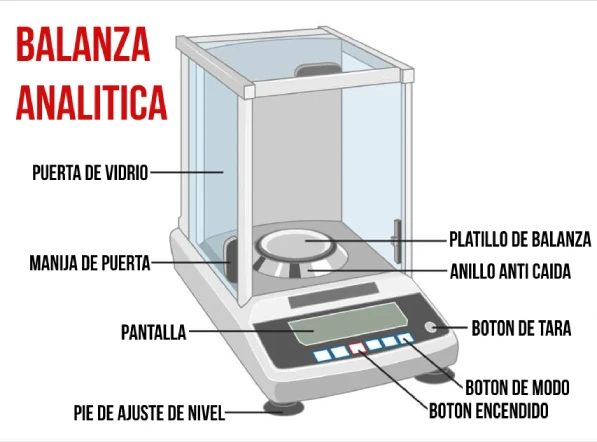 BALANZA
ANALITICA
PUERTA DE VIDRIO
MANIJA DE PUERTA
PANTALLA
PIE DE AJUSTE DE NIVEL
PLATILLO DE BALANZA
ANILLO ANTI CAIDA
BOTON DE TARA
BOTON DE MODO
BOTON ENCENDIDO